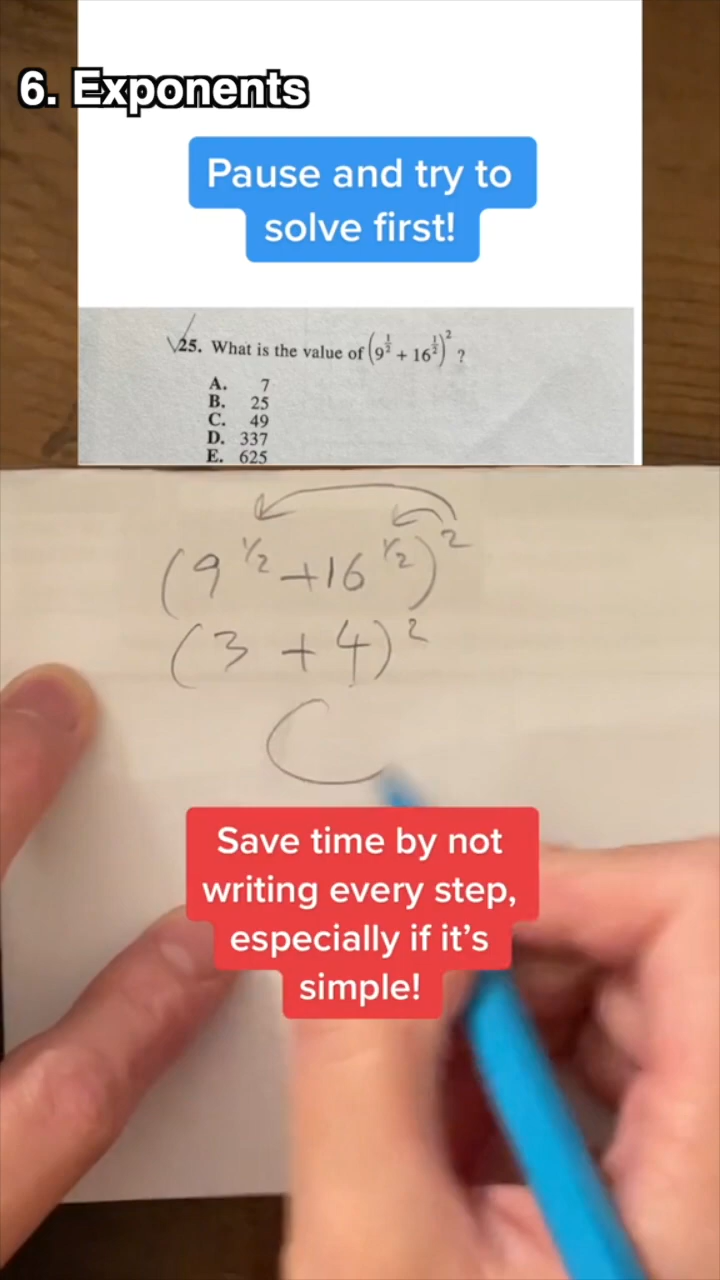 6. Exponents
Pause and try to
solve first!
25. What is the value of (9^{1/2} + 16^{1/2})^2 ?
A. 7
B. 25
C. 49
D. 337
E. 625
(9^{1/2} + 16^{1/2})^2
(3 + 4)^2
C
Save time by not
writing every step,
especially if it’s
simple!